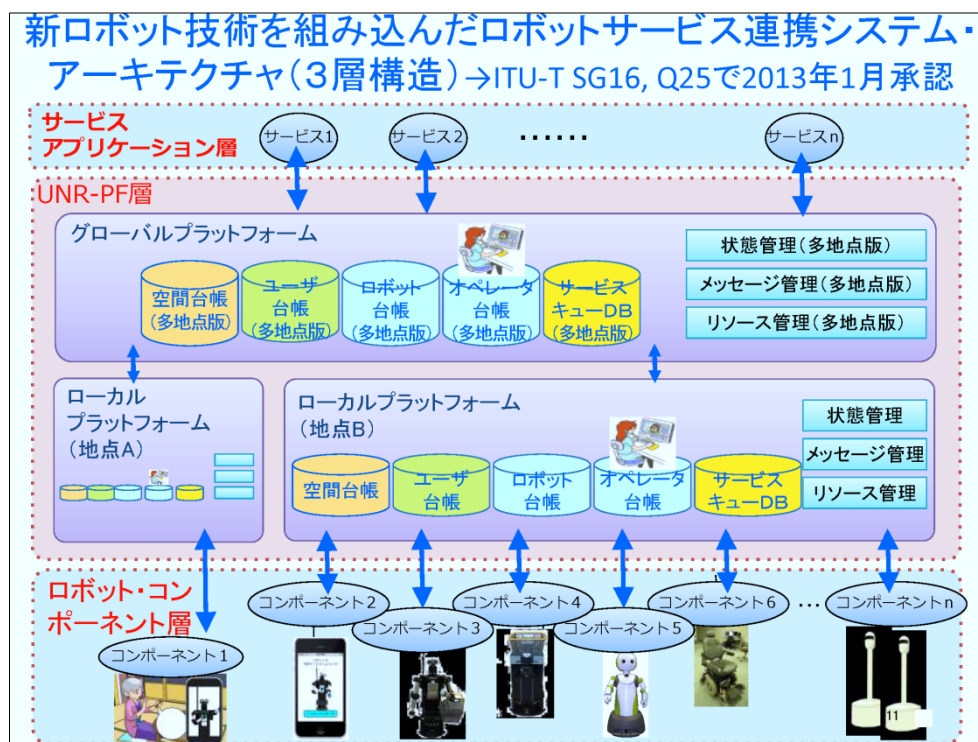 新ロボット技術を組み込んだロボットサービス連携システム・
アーキテクチャ(３層構造)→ITU-T SG16, Q25で2013年1月承認
サービス
アプリケーション層
サービス1
サービス2
……
サービスn
UNR-PF層
グローバルプラットフォーム
空間台帳
(多地点版)
ユーザ
台帳
(多地点版)
ロボット
台帳
(多地点版)
オペレータ
台帳
(多地点版)
サービス
キューDB
(多地点版)
状態管理(多地点版)
メッセージ管理(多地点版)
リソース管理(多地点版)
ローカル
プラットフォーム
(地点A)
ローカルプラットフォーム
(地点B)
空間台帳
ユーザ
台帳
ロボット
台帳
オペレータ
台帳
サービス
キューDB
状態管理
メッセージ管理
リソース管理
ロボット・コン
ポーネント層
コンポーネント1
コンポーネント2
コンポーネント3
コンポーネント4
コンポーネント5
コンポーネント6
…
コンポーネントn
11